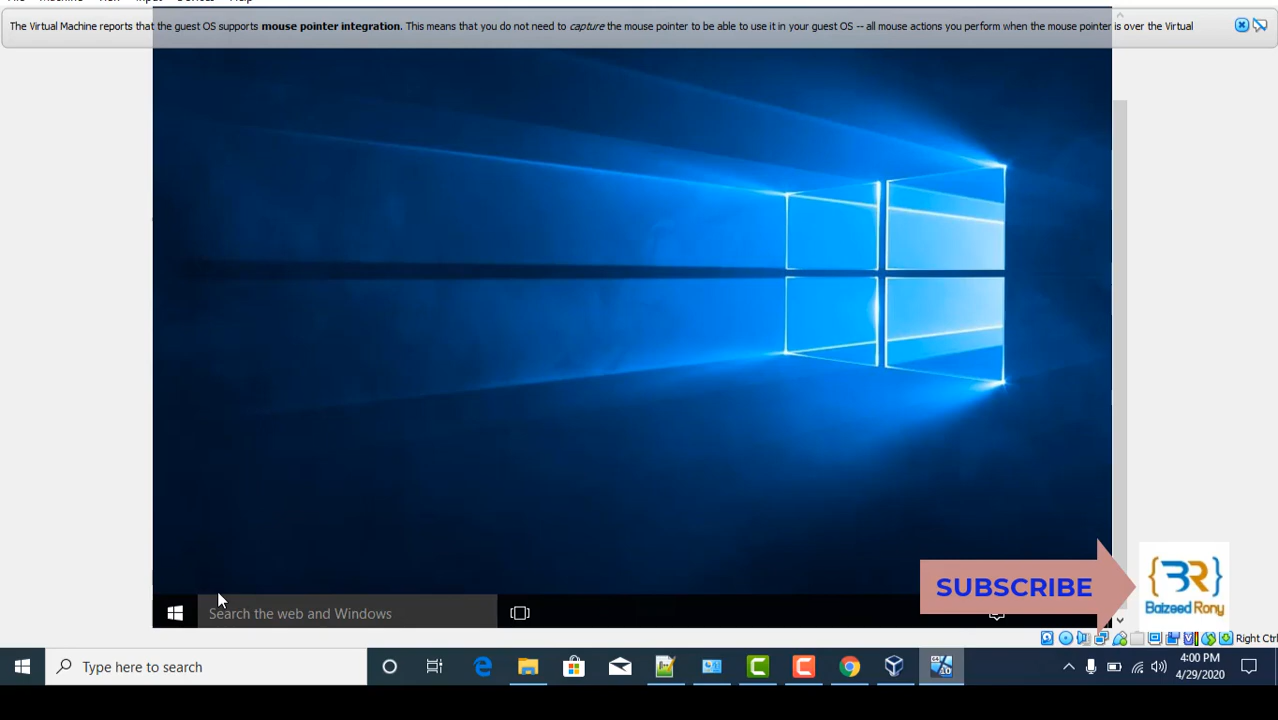 The Virtual Machine reports that the guest OS supports mouse pointer integration. This means that you do not need to capture the mouse pointer to be able to use it in your guest OS -- all mouse actions you perform when the mouse pointer is over the Virtual
SUBSCRIBE
{BR}
Baizeed Rony
Search the web and Windows
Right Ctrl
Type here to search
4:00 PM
4/29/2020